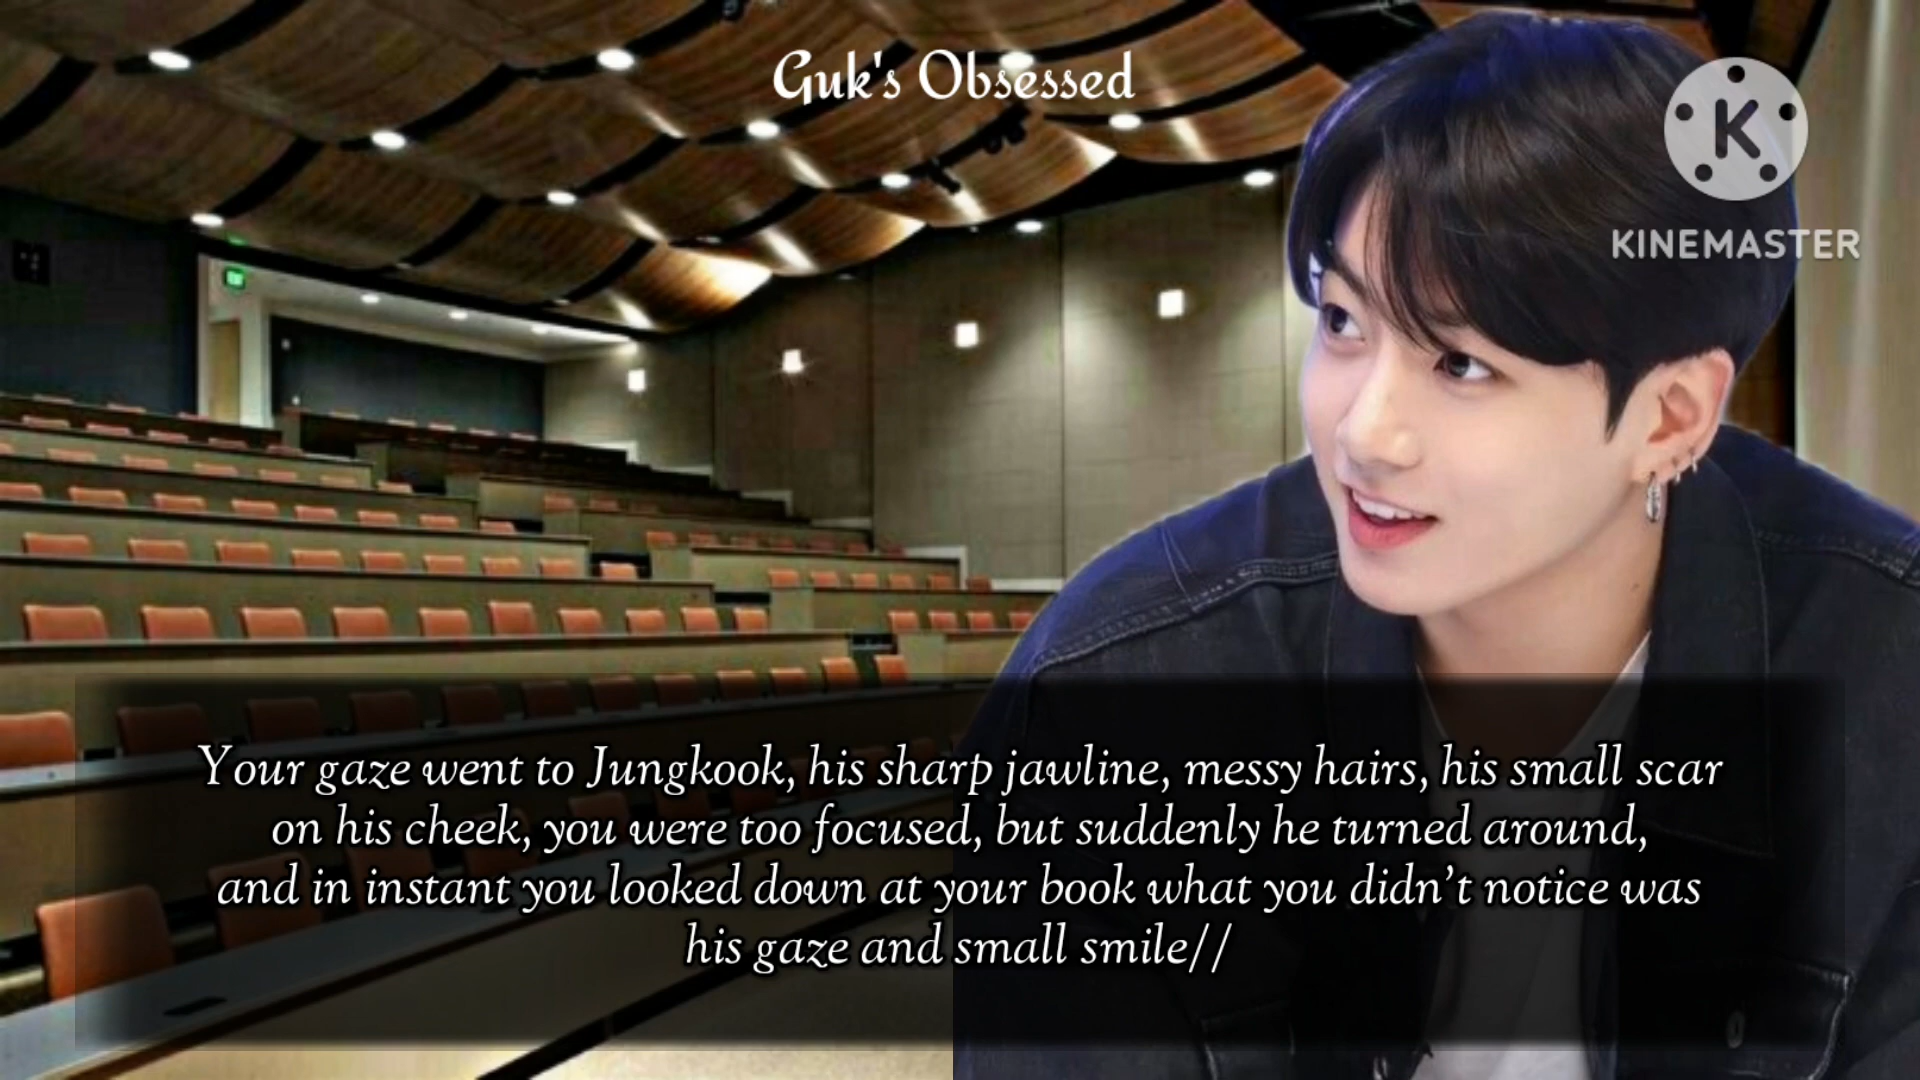 Guk's Obsessed
K
KINEMASTER
Your gaze went to Jungkook, his sharp jawline, messy hairs, his small scar
on his cheek, you were too focused, but suddenly he turned around,
and in instant you looked down at your book what you didn't notice was
his gaze and small smile//